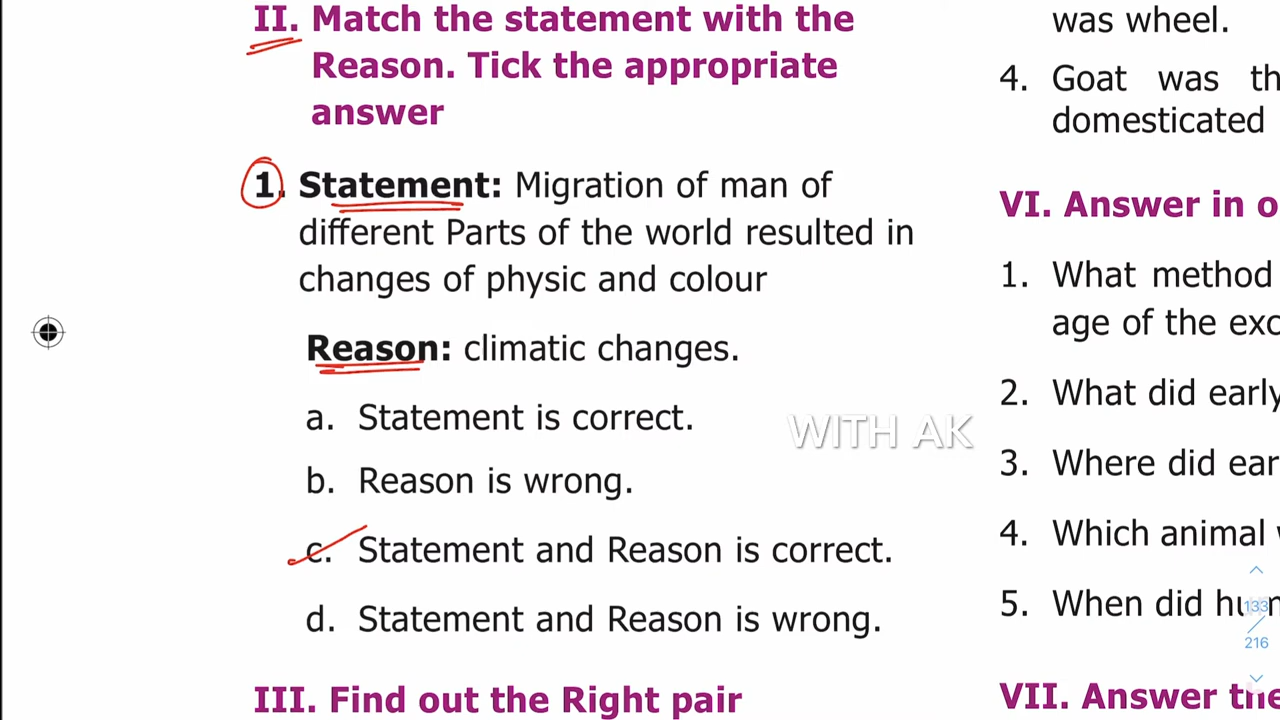 II. Match the statement with the
Reason. Tick the appropriate
answer
1. Statement: Migration of man of
different Parts of the world resulted in
changes of physic and colour
Reason: climatic changes.
a. Statement is correct.
b. Reason is wrong.
c. Statement and Reason is correct.
d. Statement and Reason is wrong.
III. Find out the Right pair
WITH AK
was wheel.
4. Goat was th
domesticated
VI. Answer in o
1. What method
age of the exc
2. What did early
3. Where did ear
4. Which animal
5. When did hu
VII. Answer the
133
216